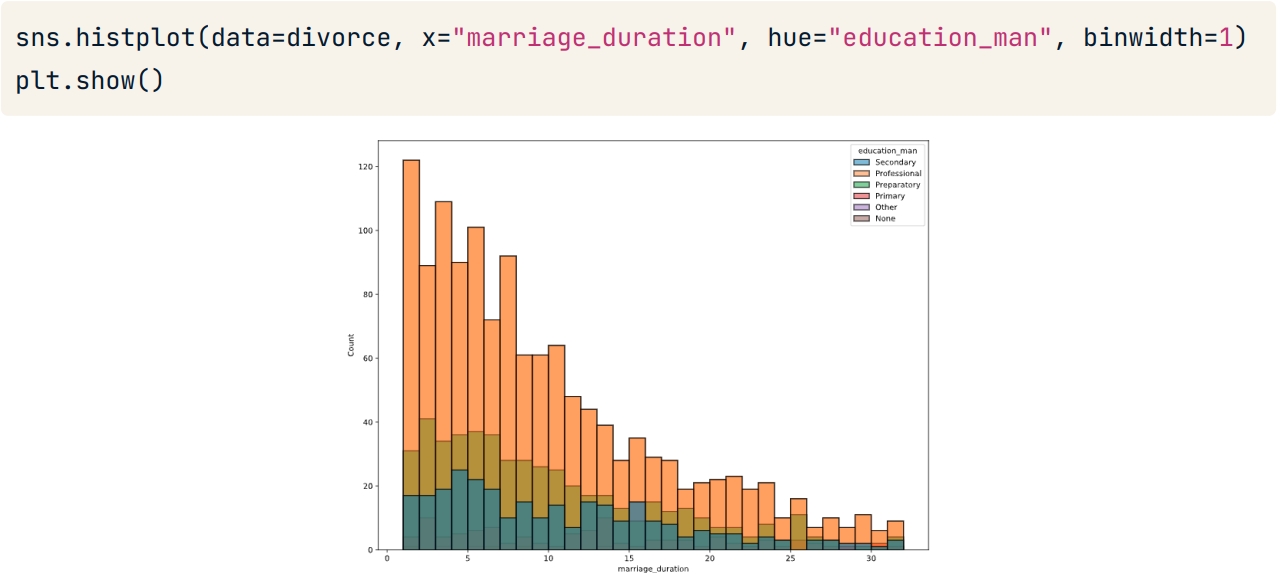 sns.histplot(data=divorce, x="marriage_duration", hue="education_man", binwidth=1)
plt.show()
education_man
Secondary
Professional
Preparatory
Primary
Other
None
120
100
80
60
40
20
0
Count
0 5 10 15 20 25 30
marriage_duration